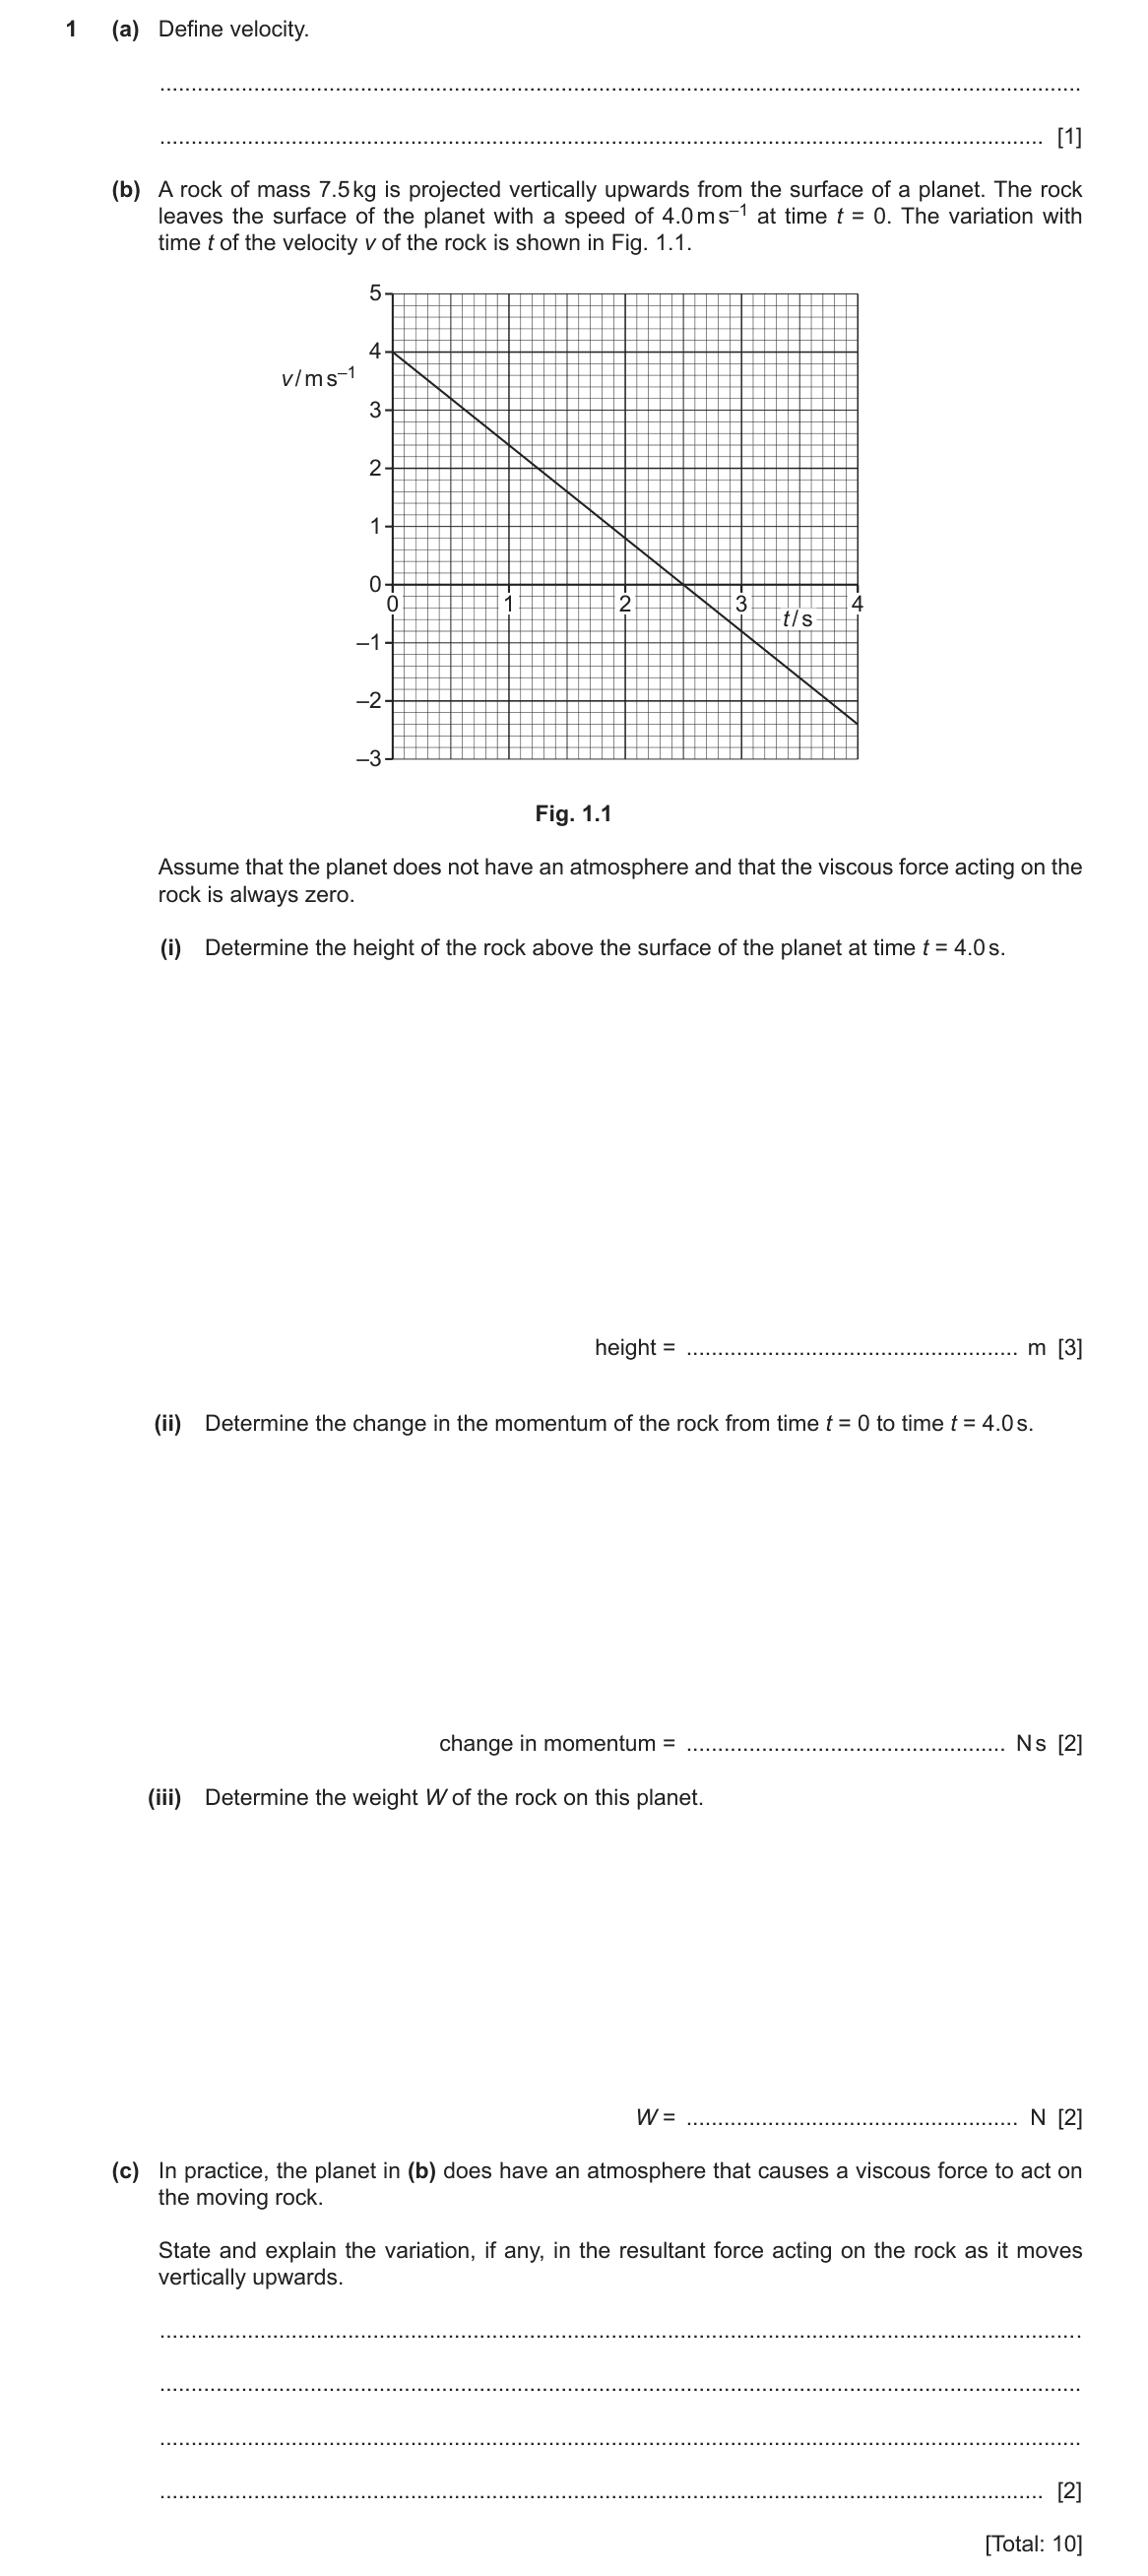 1 (a) Define velocity.
..............................................................................................................................................
........................................................................................................................................ [1]
(b) A rock of mass 7.5 kg is projected vertically upwards from the surface of a planet. The rock
leaves the surface of the planet with a speed of 4.0 m s⁻¹ at time t = 0. The variation with
time t of the velocity v of the rock is shown in Fig. 1.1.
5
4
v / m s⁻¹
3
2
1
0
0 1 2 3 4
t / s
–1
–2
–3
Fig. 1.1
Assume that the planet does not have an atmosphere and that the viscous force acting on the
rock is always zero.
(i) Determine the height of the rock above the surface of the planet at time t = 4.0 s.
height = ..................................................... m [3]
(ii) Determine the change in the momentum of the rock from time t = 0 to time t = 4.0 s.
change in momentum = ................................................... N s [2]
(iii) Determine the weight W of the rock on this planet.
W = ..................................................... N [2]
(c) In practice, the planet in (b) does have an atmosphere that causes a viscous force to act on
the moving rock.
State and explain the variation, if any, in the resultant force acting on the rock as it moves
vertically upwards.
..............................................................................................................................................
..............................................................................................................................................
..............................................................................................................................................
........................................................................................................................................ [2]
[Total: 10]